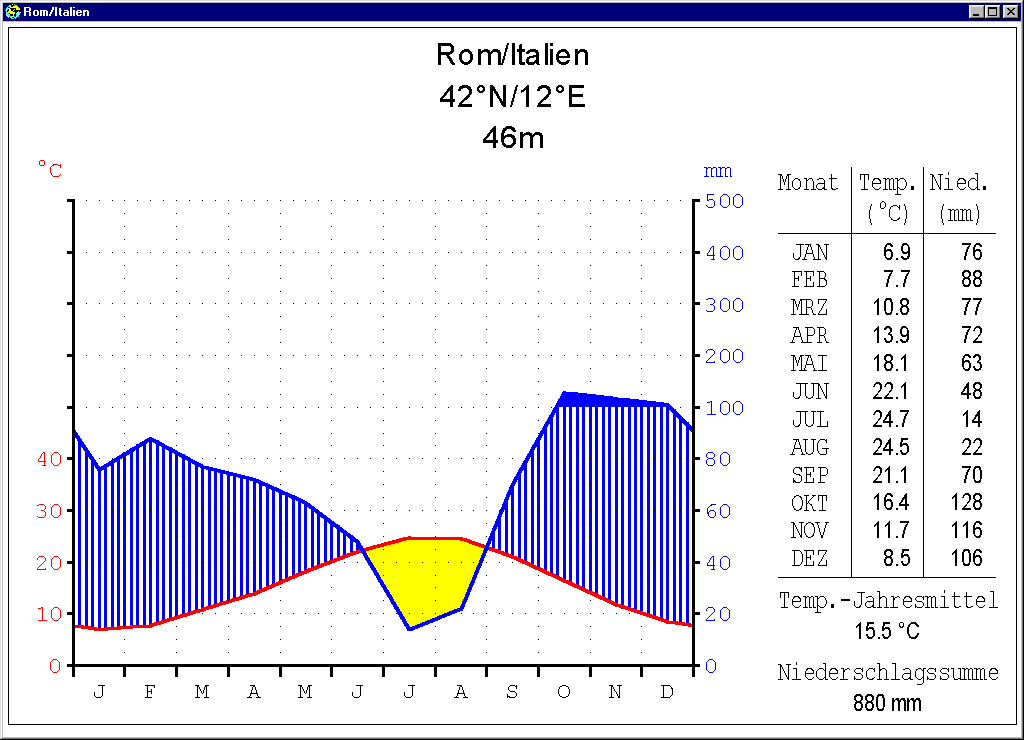 Rom/Italien
Rom/Italien
42°N/12°E
46m
°C
mm
500
400
300
200
100
40 80
30 60
20 40
10 20
0 0
J F M A M J J A S O N D
Monat Temp. Nied.
(°C) (mm)
JAN 6.9 76
FEB 7.7 88
MRZ 10.8 77
APR 13.9 72
MAI 18.1 63
JUN 22.1 48
JUL 24.7 14
AUG 24.5 22
SEP 21.1 70
OKT 16.4 128
NOV 11.7 116
DEZ 8.5 106
Temp.-Jahresmittel
15.5 °C
Niederschlagssumme
880 mm